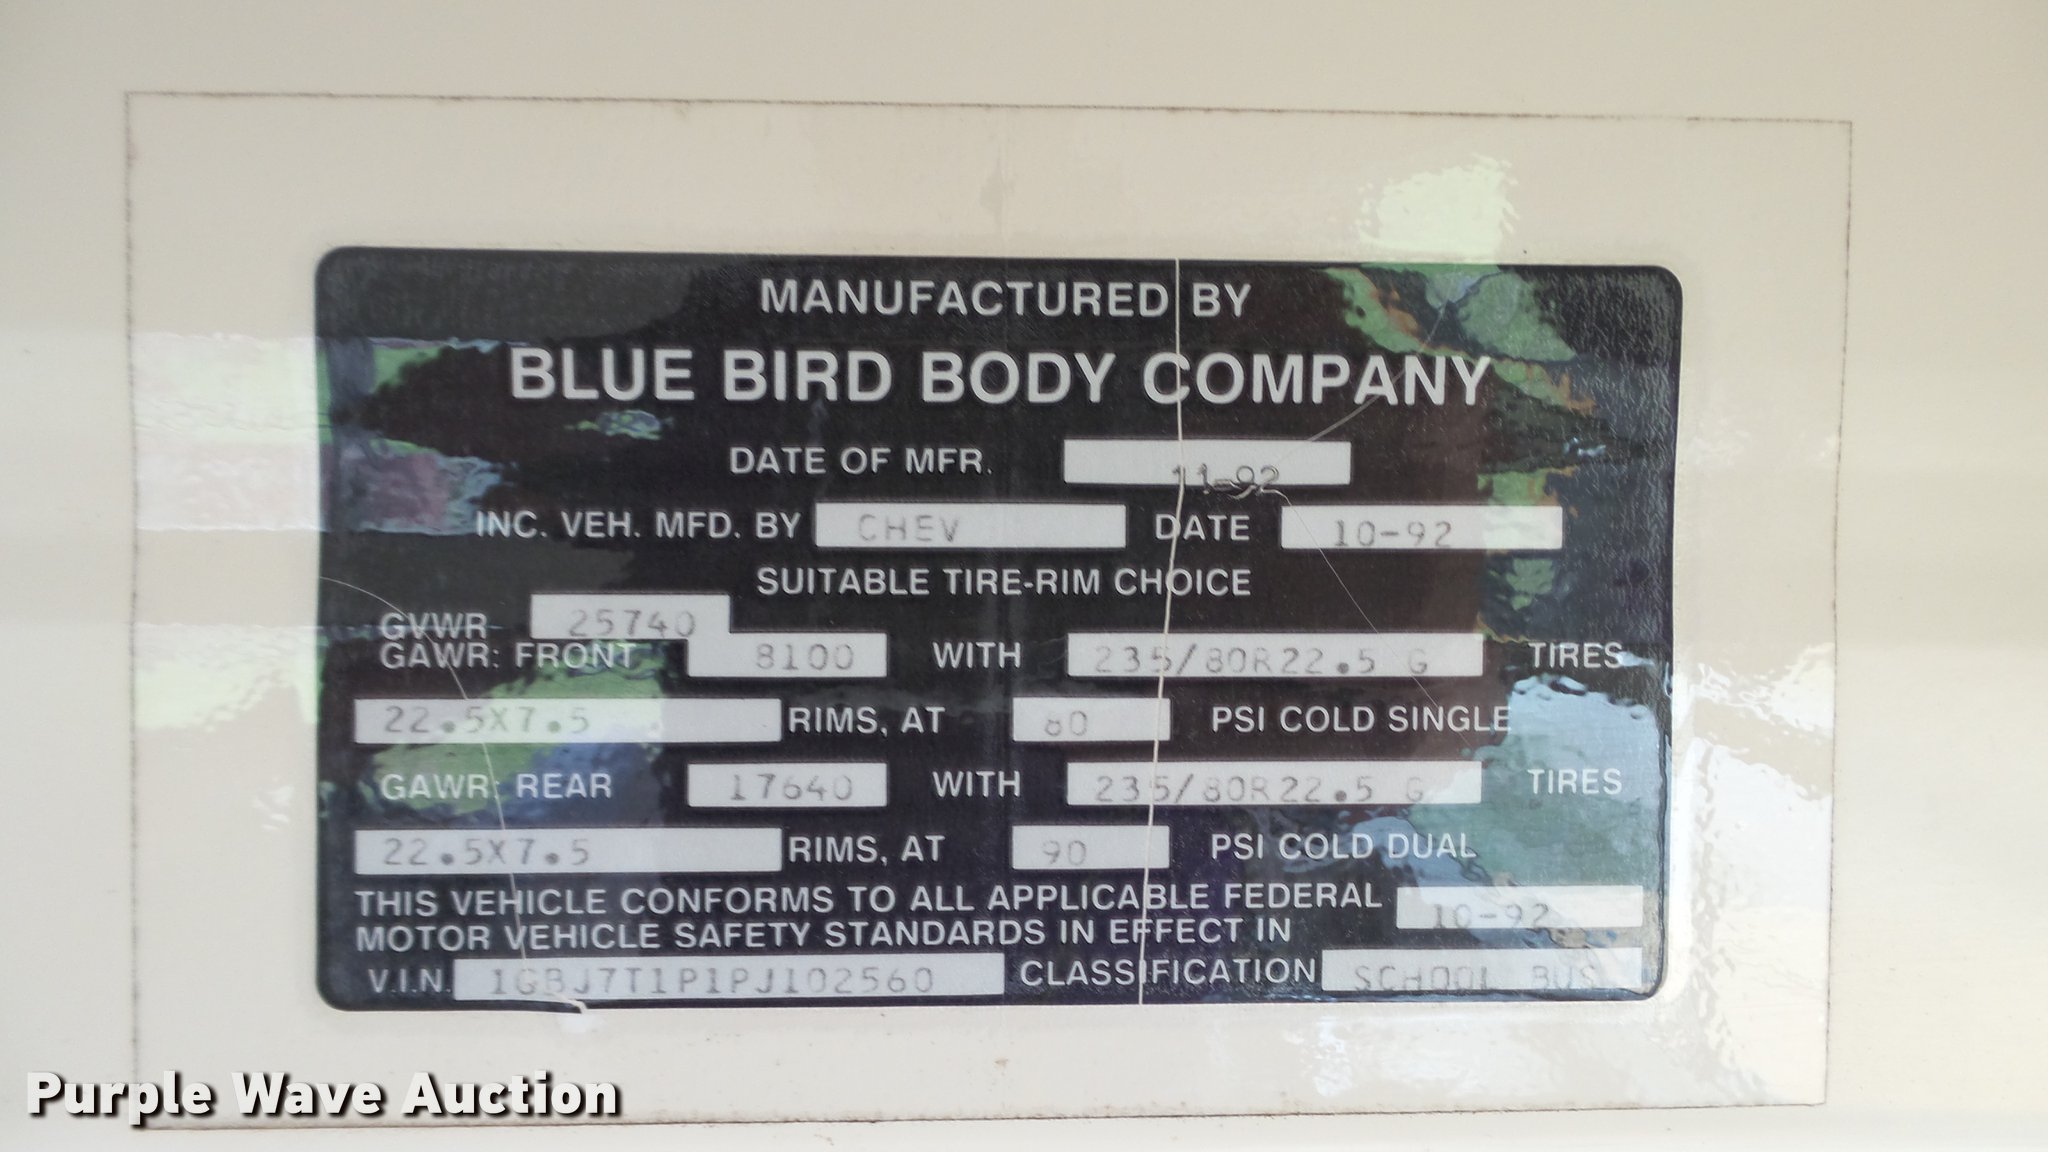 MANUFACTURED BY
BLUE BIRD BODY COMPANY
DATE OF MFR. 11-92
INC. VEH. MFD. BY CHEV DATE 10-92
SUITABLE TIRE-RIM CHOICE
GVWR 25740
GAWR: FRONT 8100 WITH 235/80R22.5 G TIRES
22.5X7.5 RIMS, AT 80 PSI COLD SINGLE
GAWR: REAR 17640 WITH 235/80R22.5 G TIRES
22.5X7.5 RIMS, AT 90 PSI COLD DUAL
THIS VEHICLE CONFORMS TO ALL APPLICABLE FEDERAL
MOTOR VEHICLE SAFETY STANDARDS IN EFFECT IN 10-92
V.I.N. 1GBJ7T1P1PJ102560 CLASSIFICATION SCHOOL BUS
Purple Wave Auction